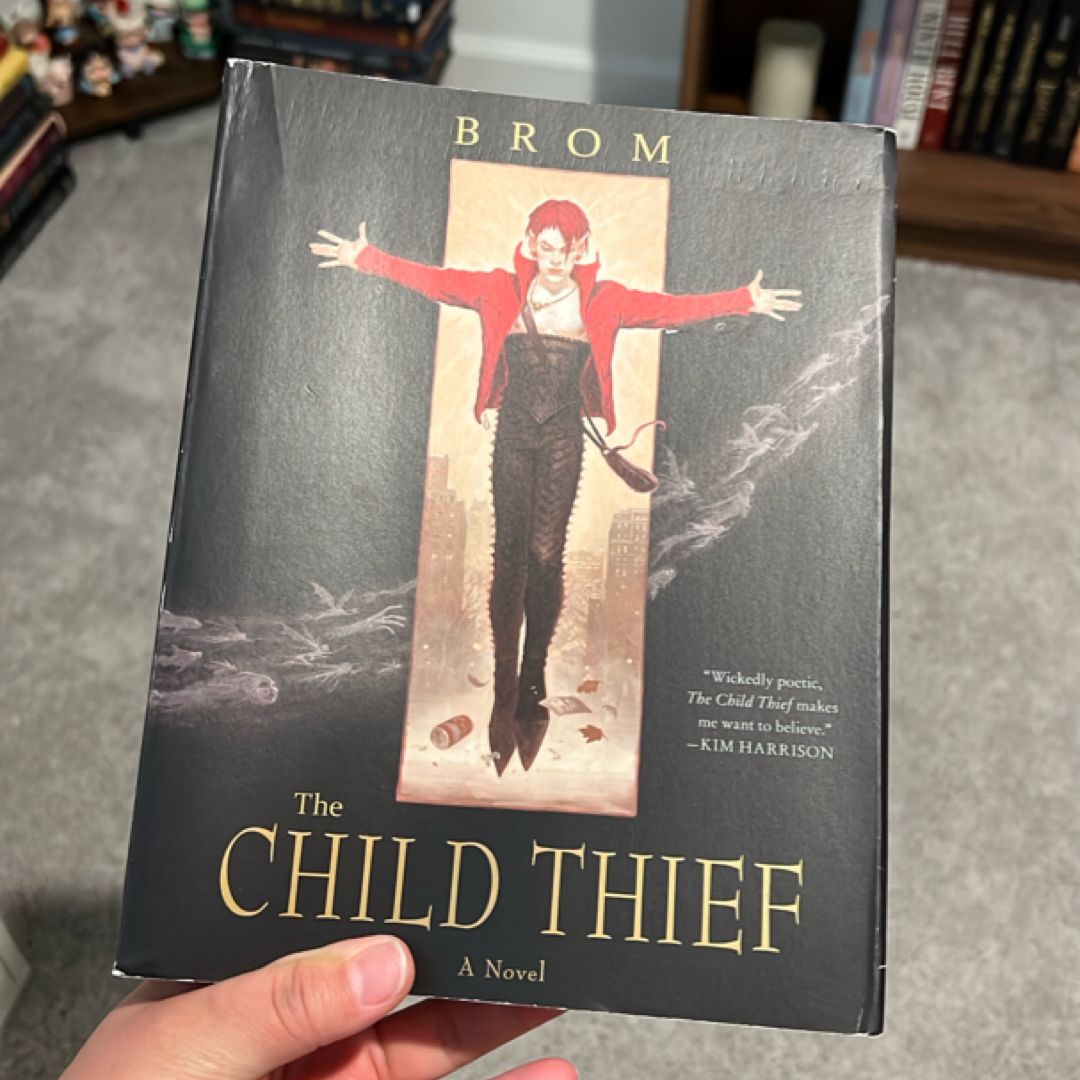 BROM
"Wickedly poetic,
The Child Thief makes
me want to believe."
—KIM HARRISON
The
CHILD THIEF
A Novel